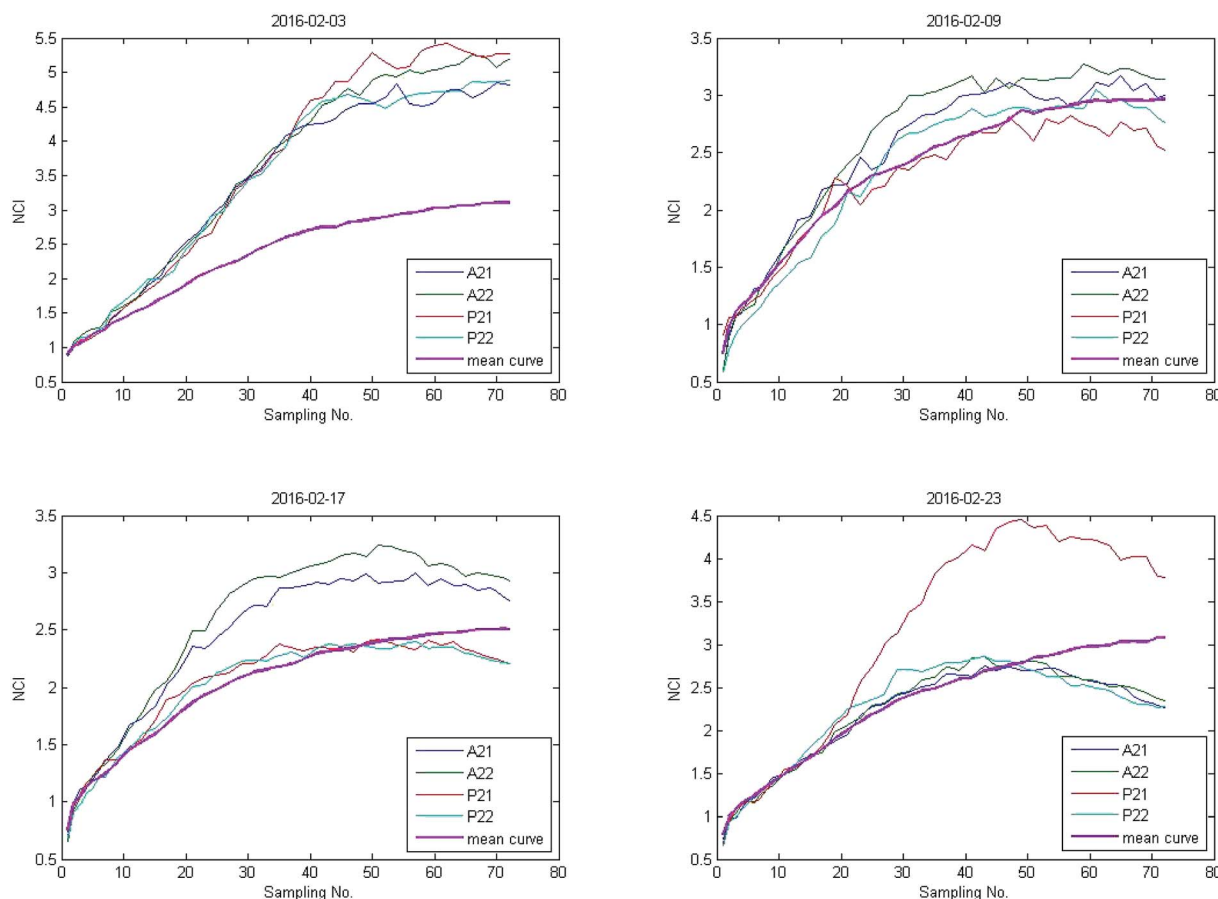 2016-02-03
5.5
5
4.5
4
3.5
3
2.5
2
1.5
1
0.5
NCI
0
10
20
30
40
50
60
70
80
Sampling No.
A21
A22
P21
P22
mean curve
2016-02-09
3.5
3
2.5
2
1.5
1
0.5
NCI
0
10
20
30
40
50
60
70
80
Sampling No.
A21
A22
P21
P22
mean curve
2016-02-17
3.5
3
2.5
2
1.5
1
0.5
NCI
0
10
20
30
40
50
60
70
80
Sampling No.
A21
A22
P21
P22
mean curve
2016-02-23
4.5
4
3.5
3
2.5
2
1.5
1
0.5
NCI
0
10
20
30
40
50
60
70
80
Sampling No.
A21
A22
P21
P22
mean curve